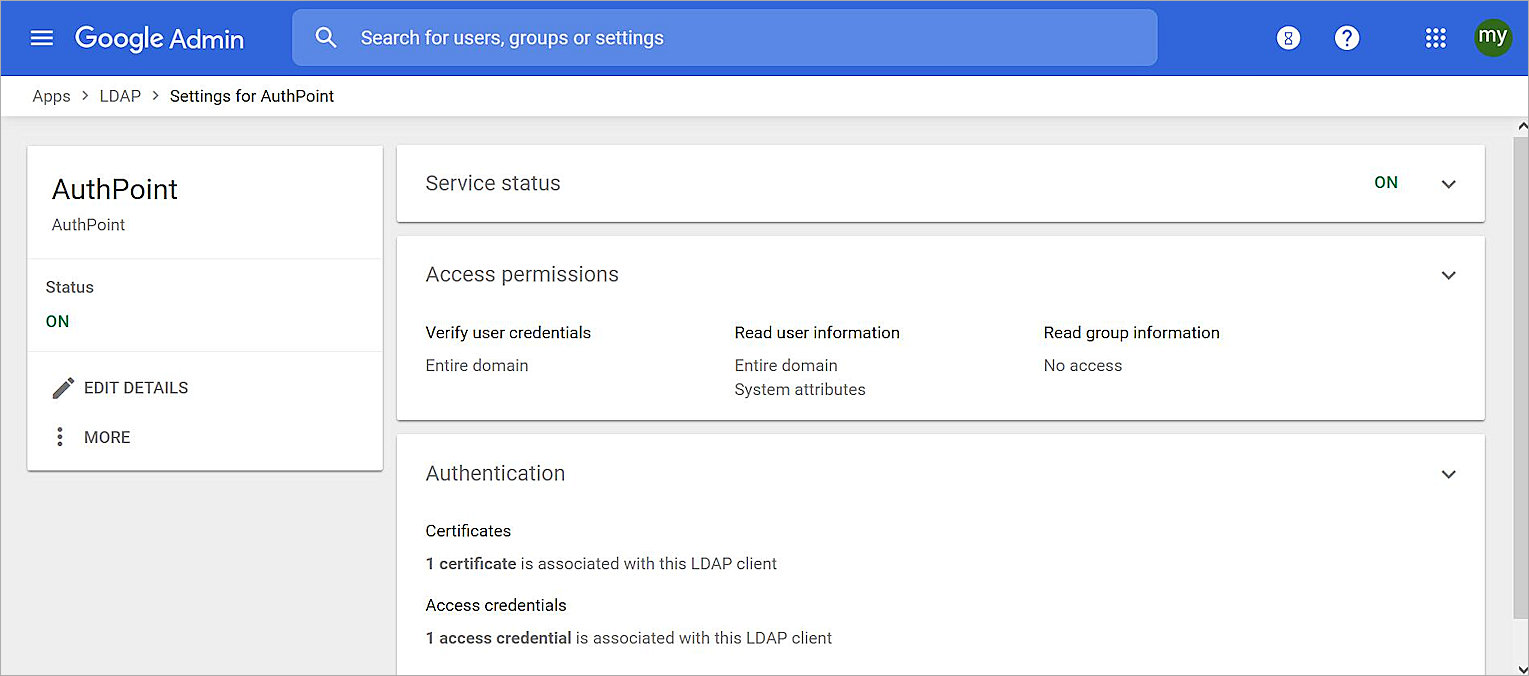 Google Admin
Search for users, groups or settings
my
Apps > LDAP > Settings for AuthPoint
AuthPoint
AuthPoint
Status
ON
EDIT DETAILS
MORE
Service status
ON
Access permissions
Verify user credentials
Entire domain
Read user information
Entire domain
System attributes
Read group information
No access
Authentication
Certificates
1 certificate is associated with this LDAP client
Access credentials
1 access credential is associated with this LDAP client